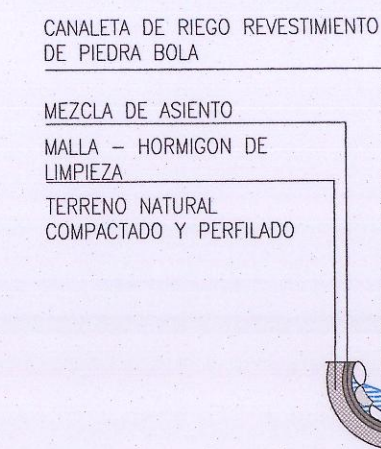 CANALETA DE RIEGO REVESTIMIENTO
DE PIEDRA BOLA
MEZCLA DE ASIENTO
MALLA – HORMIGON DE
LIMPIEZA
TERRENO NATURAL
COMPACTADO Y PERFILADO